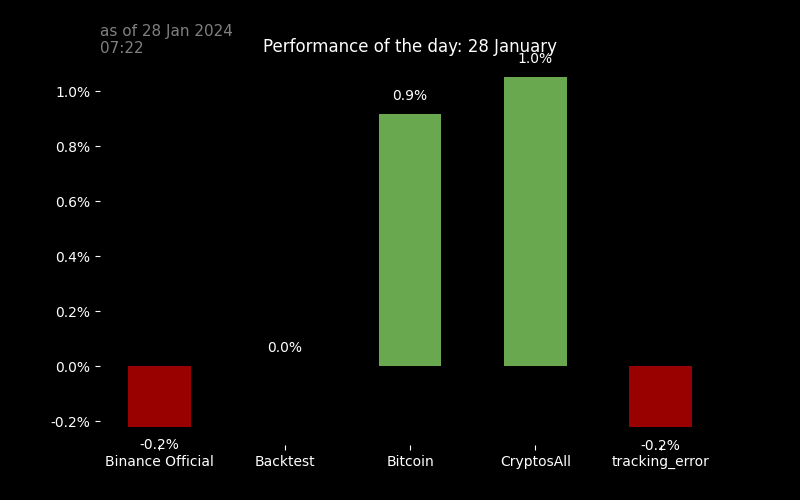 as of 28 Jan 2024
07:22
Performance of the day: 28 January
1.0%
1.0%
0.9%
0.8%
0.6%
0.4%
0.2%
0.0%
0.0%
-0.2%
-0.2%
-0.2%
Binance Official
Backtest
Bitcoin
CryptosAll
tracking_error